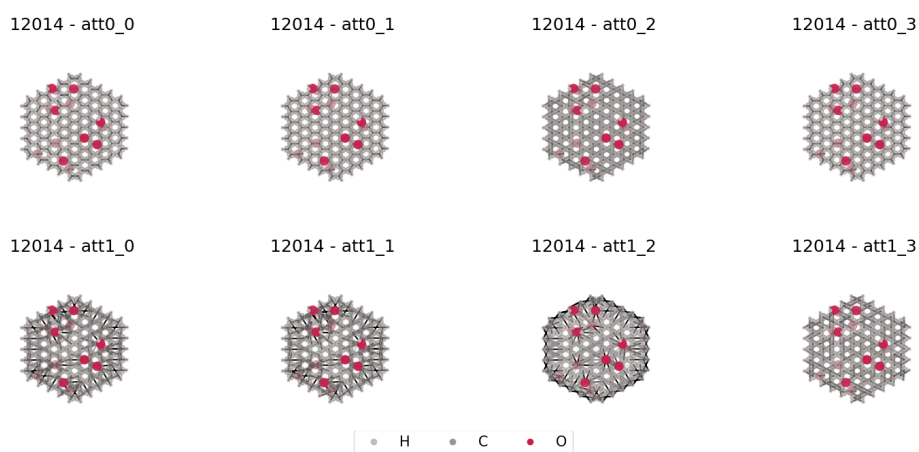 12014 - att0_0
12014 - att0_1
12014 - att0_2
12014 - att0_3
12014 - att1_0
12014 - att1_1
12014 - att1_2
12014 - att1_3
H C O